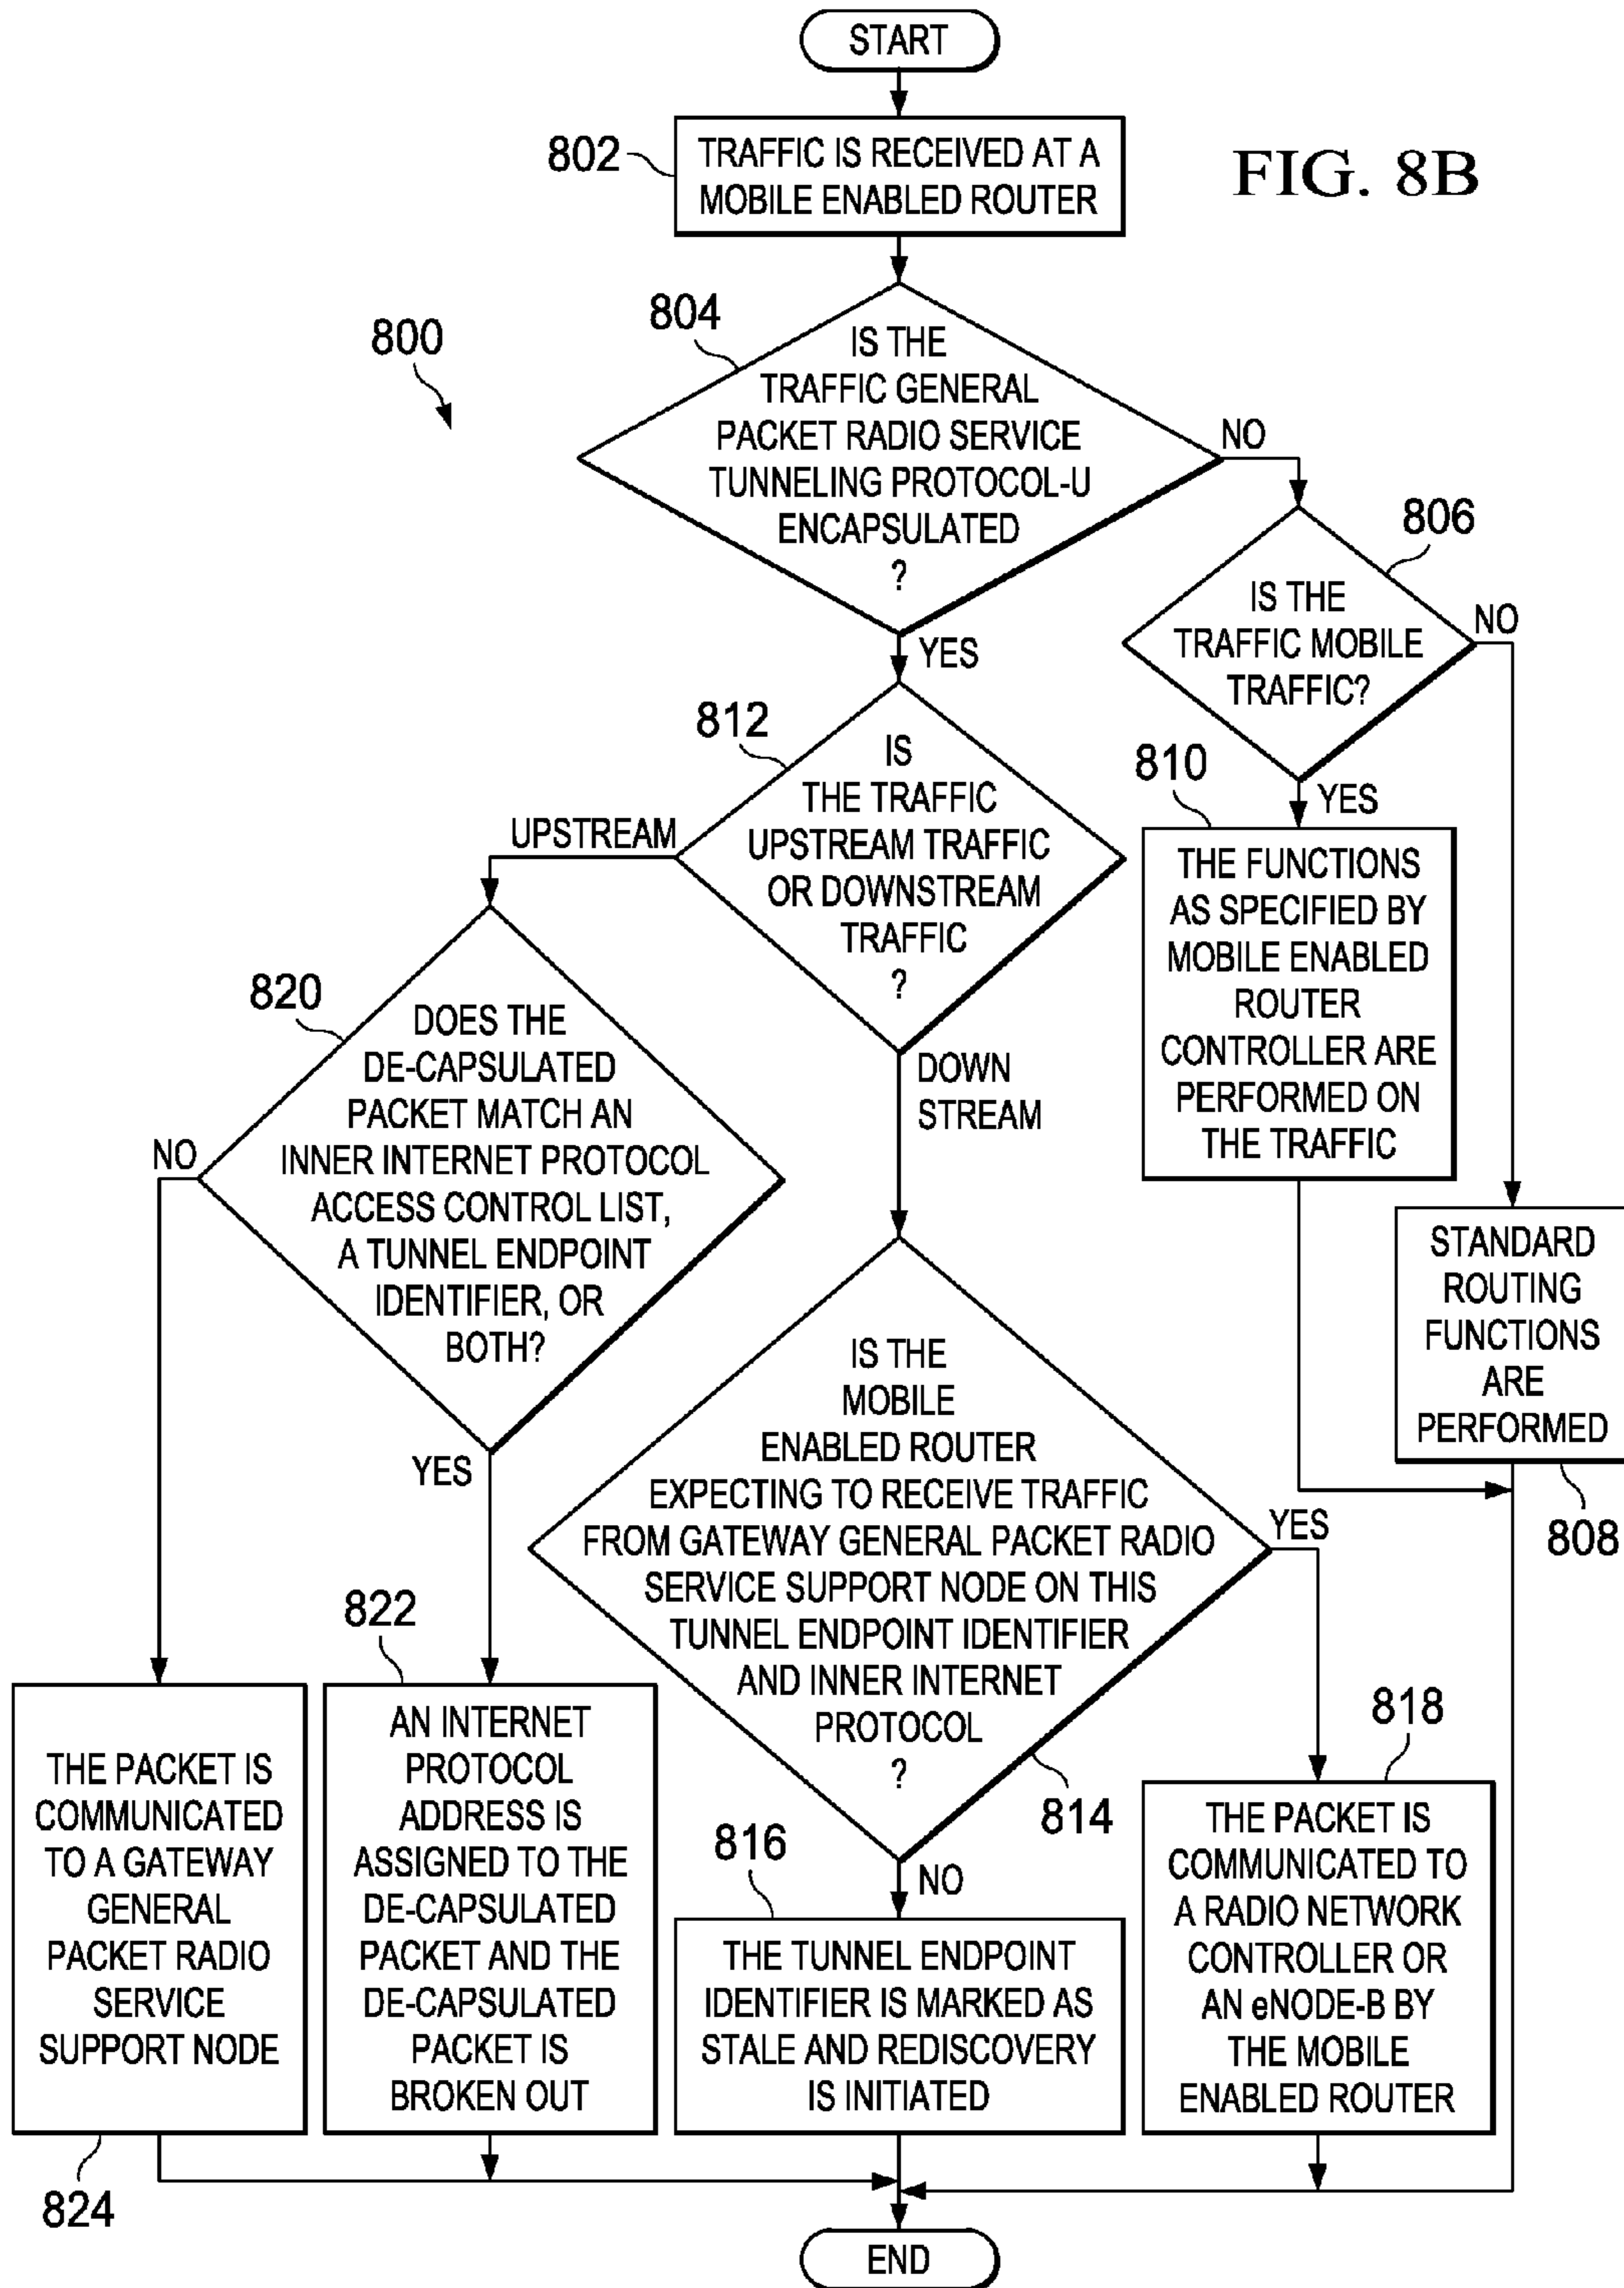 START
802
TRAFFIC IS RECEIVED AT A
MOBILE ENABLED ROUTER
FIG. 8B
800
804
IS THE
TRAFFIC GENERAL
PACKET RADIO SERVICE
TUNNELING PROTOCOL-U
ENCAPSULATED
?
NO
YES
806
IS THE
TRAFFIC MOBILE
TRAFFIC?
NO
YES
812
IS
THE TRAFFIC
UPSTREAM TRAFFIC
OR DOWNSTREAM
TRAFFIC
?
UPSTREAM
DOWN
STREAM
810
THE FUNCTIONS
AS SPECIFIED BY
MOBILE ENABLED
ROUTER
CONTROLLER ARE
PERFORMED ON
THE TRAFFIC
820
DOES THE
DE-CAPSULATED
PACKET MATCH AN
INNER INTERNET PROTOCOL
ACCESS CONTROL LIST,
A TUNNEL ENDPOINT
IDENTIFIER, OR
BOTH?
NO
YES
STANDARD
ROUTING
FUNCTIONS
ARE
PERFORMED
808
IS THE
MOBILE
ENABLED ROUTER
EXPECTING TO RECEIVE TRAFFIC
FROM GATEWAY GENERAL PACKET RADIO
SERVICE SUPPORT NODE ON THIS
TUNNEL ENDPOINT IDENTIFIER
AND INNER INTERNET
PROTOCOL
?
YES
814
NO
THE PACKET IS
COMMUNICATED
TO A GATEWAY
GENERAL
PACKET RADIO
SERVICE
SUPPORT NODE
824
822
AN INTERNET
PROTOCOL
ADDRESS IS
ASSIGNED TO THE
DE-CAPSULATED
PACKET AND THE
DE-CAPSULATED
PACKET IS
BROKEN OUT
816
THE TUNNEL ENDPOINT
IDENTIFIER IS MARKED AS
STALE AND REDISCOVERY
IS INITIATED
818
THE PACKET IS
COMMUNICATED TO
A RADIO NETWORK
CONTROLLER OR
AN eNODE-B BY
THE MOBILE
ENABLED ROUTER
END